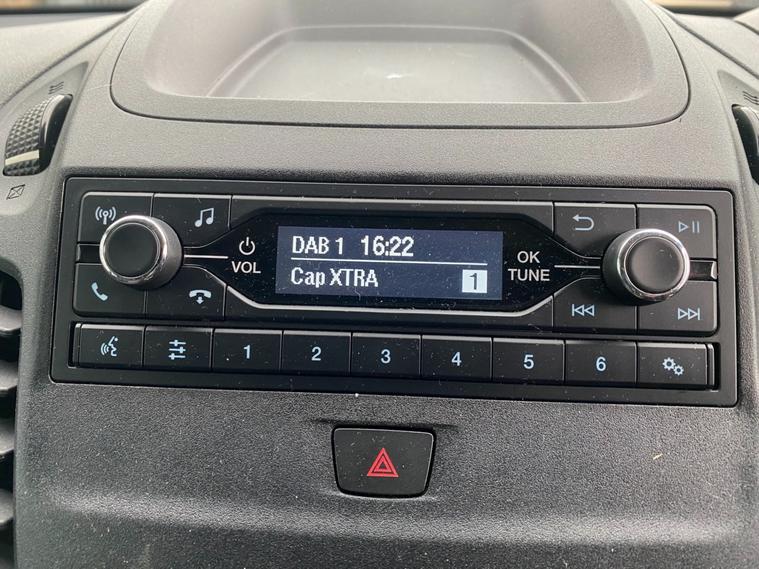 DAB 1 16:22
Cap XTRA 1
VOL
OK
TUNE
1 2 3 4 5 6